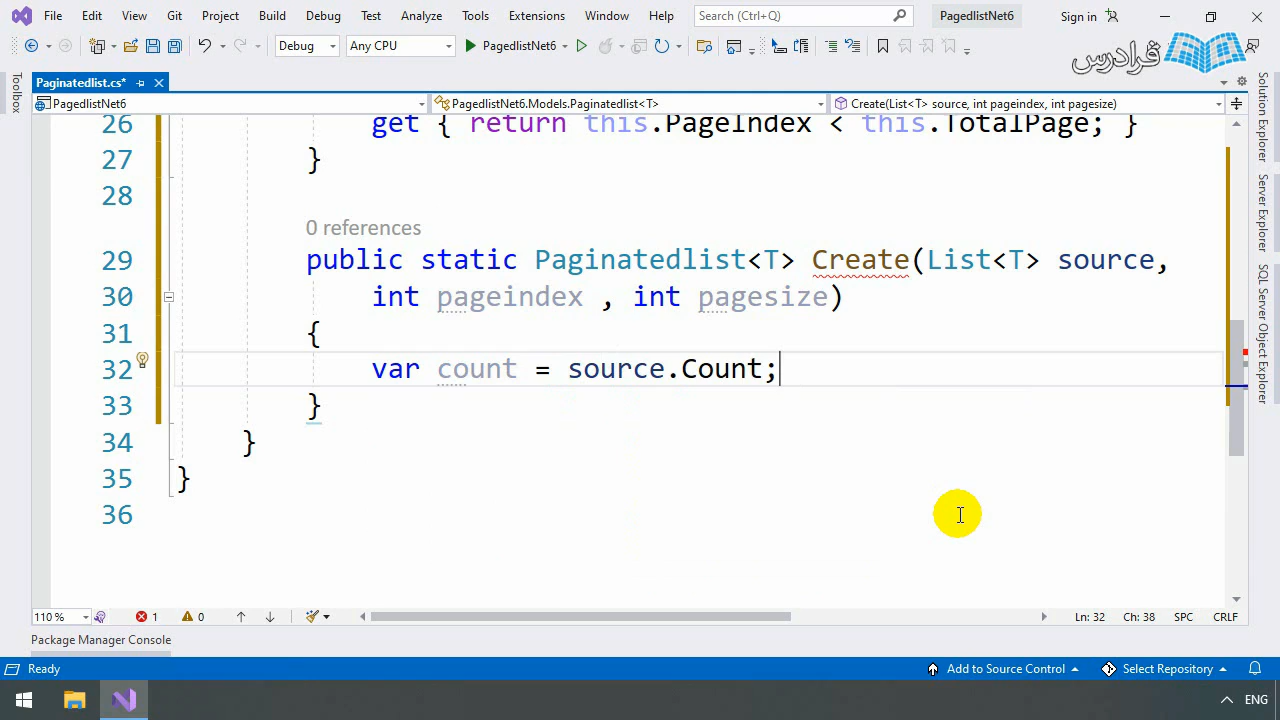 File Edit View Git Project Build Debug Test Analyze Tools Extensions Window Help Search (Ctrl+Q) PagedlistNet6 Sign in
Debug Any CPU PagedlistNet6
فرادرس
Paginatedlist.cs*
Toolbox
PagedlistNet6 PagedlistNet6.Models.Paginatedlist<T> Create(List<T> source, int pageindex, int pagesize)
26 get { return this.PageIndex < this.TotalPage; }
27 }
28
0 references
29 public static Paginatedlist<T> Create(List<T> source,
30 int pageindex , int pagesize)
31 {
32 var count = source.Count;
33 }
34 }
35 }
36
Solution Explorer
Server Explorer
SQL Server Object Explorer
110 % 1 0 Ln: 32 Ch: 38 SPC CRLF
Package Manager Console
Ready Add to Source Control Select Repository
ENG